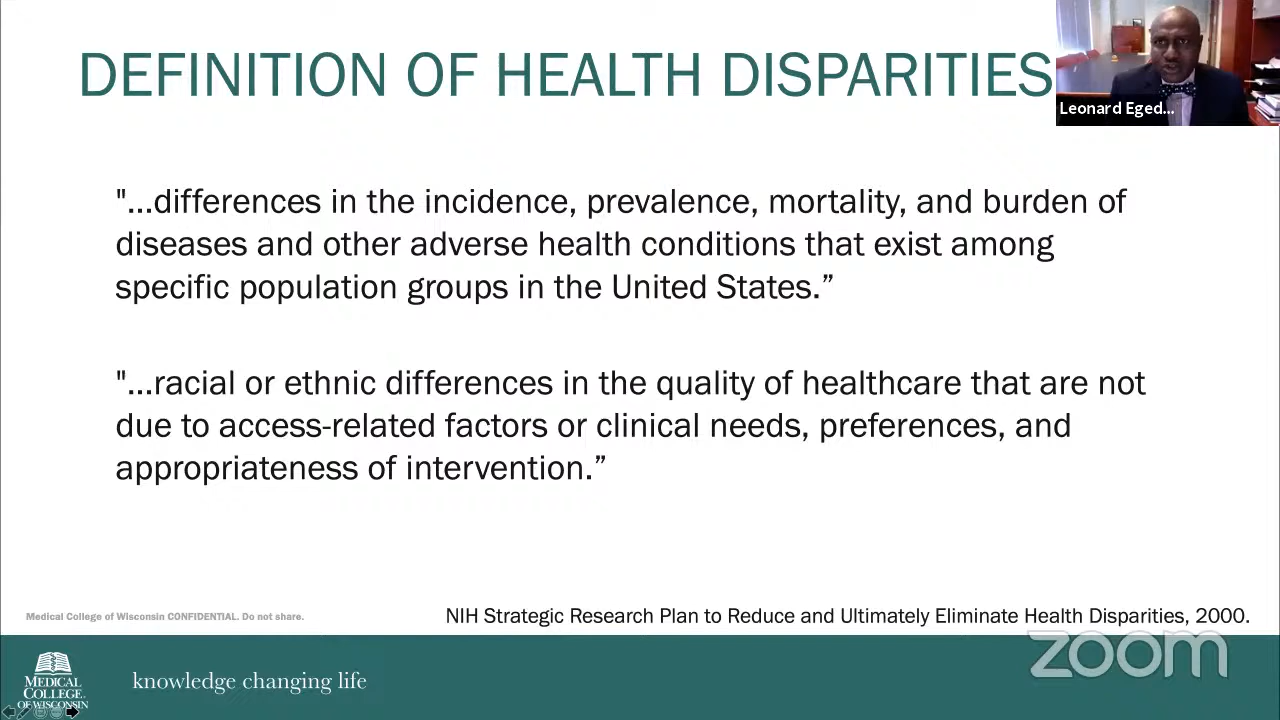 DEFINITION OF HEALTH DISPARITIES
Leonard Eged...
"...differences in the incidence, prevalence, mortality, and burden of
diseases and other adverse health conditions that exist among
specific population groups in the United States.”
"...racial or ethnic differences in the quality of healthcare that are not
due to access-related factors or clinical needs, preferences, and
appropriateness of intervention.”
Medical College of Wisconsin CONFIDENTIAL. Do not share.
NIH Strategic Research Plan to Reduce and Ultimately Eliminate Health Disparities, 2000.
zoom
MEDICAL
COLLEGE
OF WISCONSIN
knowledge changing life